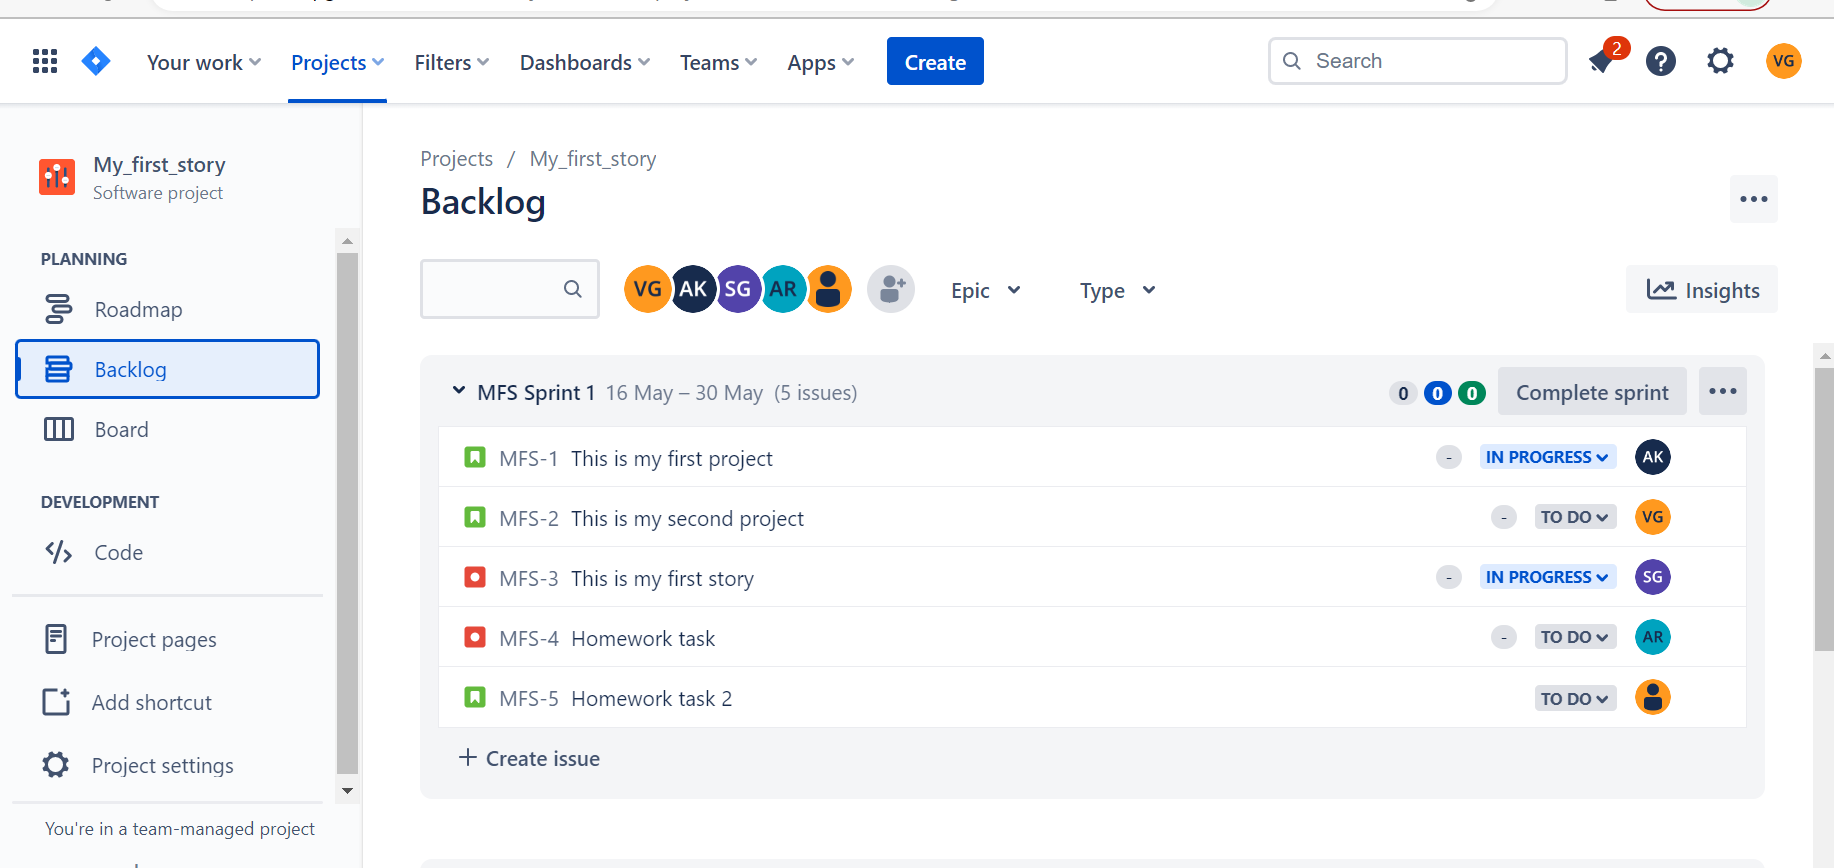 Your work Projects Filters Dashboards Teams Apps Create Search 2 VG
My_first_story
Software project
PLANNING
Roadmap
Backlog
Board
DEVELOPMENT
Code
Project pages
Add shortcut
Project settings
You're in a team-managed project
Projects / My_first_story
Backlog
VG AK SG AR Epic Type Insights
MFS Sprint 1 16 May – 30 May (5 issues) 0 0 0 Complete sprint
MFS-1 This is my first project - IN PROGRESS AK
MFS-2 This is my second project - TO DO VG
MFS-3 This is my first story - IN PROGRESS SG
MFS-4 Homework task - TO DO AR
MFS-5 Homework task 2 TO DO
+ Create issue